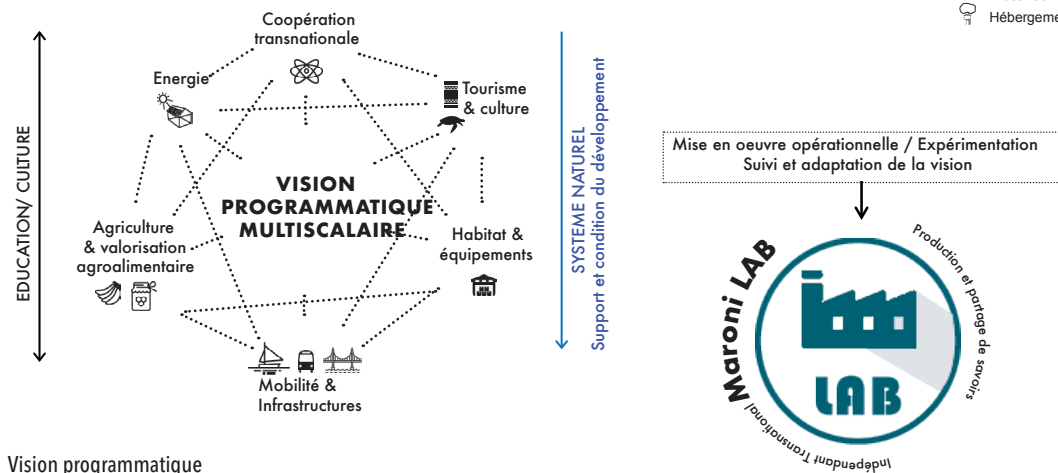 Hébergeme
Coopération
transnationale
Energie
Tourisme
& culture
EDUCATION/ CULTURE
VISION
PROGRAMMATIQUE
MULTISCALAIRE
Agriculture
& valorisation
agroalimentaire
Habitat &
équipements
Mobilité &
Infrastructures
SYSTEME NATUREL
Support et condition du développement
Mise en oeuvre opérationnelle / Expérimentation
Suivi et adaptation de la vision
Maroni LAB
Production et partage de savoirs
Indépendant Transnational
LAB
Vision programmatique